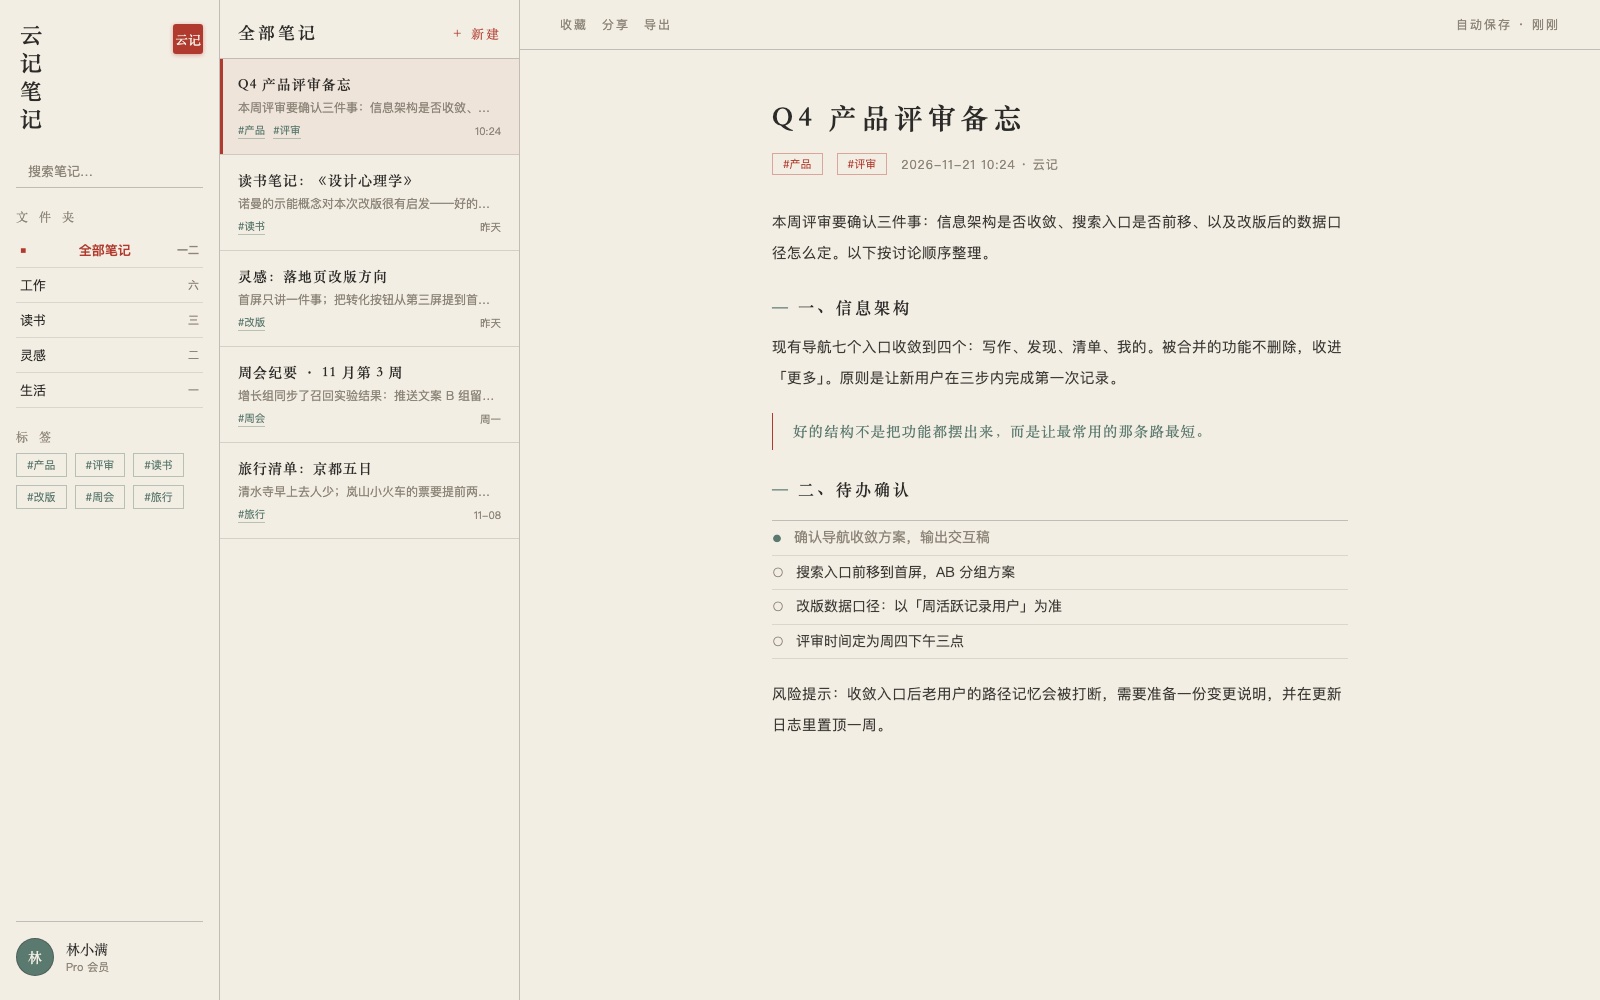 云记笔记
云记
搜索笔记…
文件夹
全部笔记 一二
工作 六
读书 三
灵感 二
生活 一
标签
#产品 #评审 #读书
#改版 #周会 #旅行
林
林小满
Pro 会员
全部笔记 + 新建
Q4 产品评审备忘
本周评审要确认三件事：信息架构是否收敛、…
#产品 #评审 10:24
读书笔记：《设计心理学》
诺曼的示能概念对本次改版很有启发——好的…
#读书 昨天
灵感：落地页改版方向
首屏只讲一件事；把转化按钮从第三屏提到首…
#改版 昨天
周会纪要 · 11 月第 3 周
增长组同步了召回实验结果：推送文案 B 组留…
#周会 周一
旅行清单：京都五日
清水寺早上去人少；岚山小火车的票要提前两…
#旅行 11-08
收藏 分享 导出 自动保存 · 刚刚
Q4 产品评审备忘
#产品 #评审 2026-11-21 10:24 · 云记
本周评审要确认三件事：信息架构是否收敛、搜索入口是否前移、以及改版后的数据口
径怎么定。以下按讨论顺序整理。
— 一、信息架构
现有导航七个入口收敛到四个：写作、发现、清单、我的。被合并的功能不删除，收进
「更多」。原则是让新用户在三步内完成第一次记录。
好的结构不是把功能都摆出来，而是让最常用的那条路最短。
— 二、待办确认
确认导航收敛方案，输出交互稿
搜索入口前移到首屏，AB 分组方案
改版数据口径：以「周活跃记录用户」为准
评审时间定为周四下午三点
风险提示：收敛入口后老用户的路径记忆会被打断，需要准备一份变更说明，并在更新
日志里置顶一周。